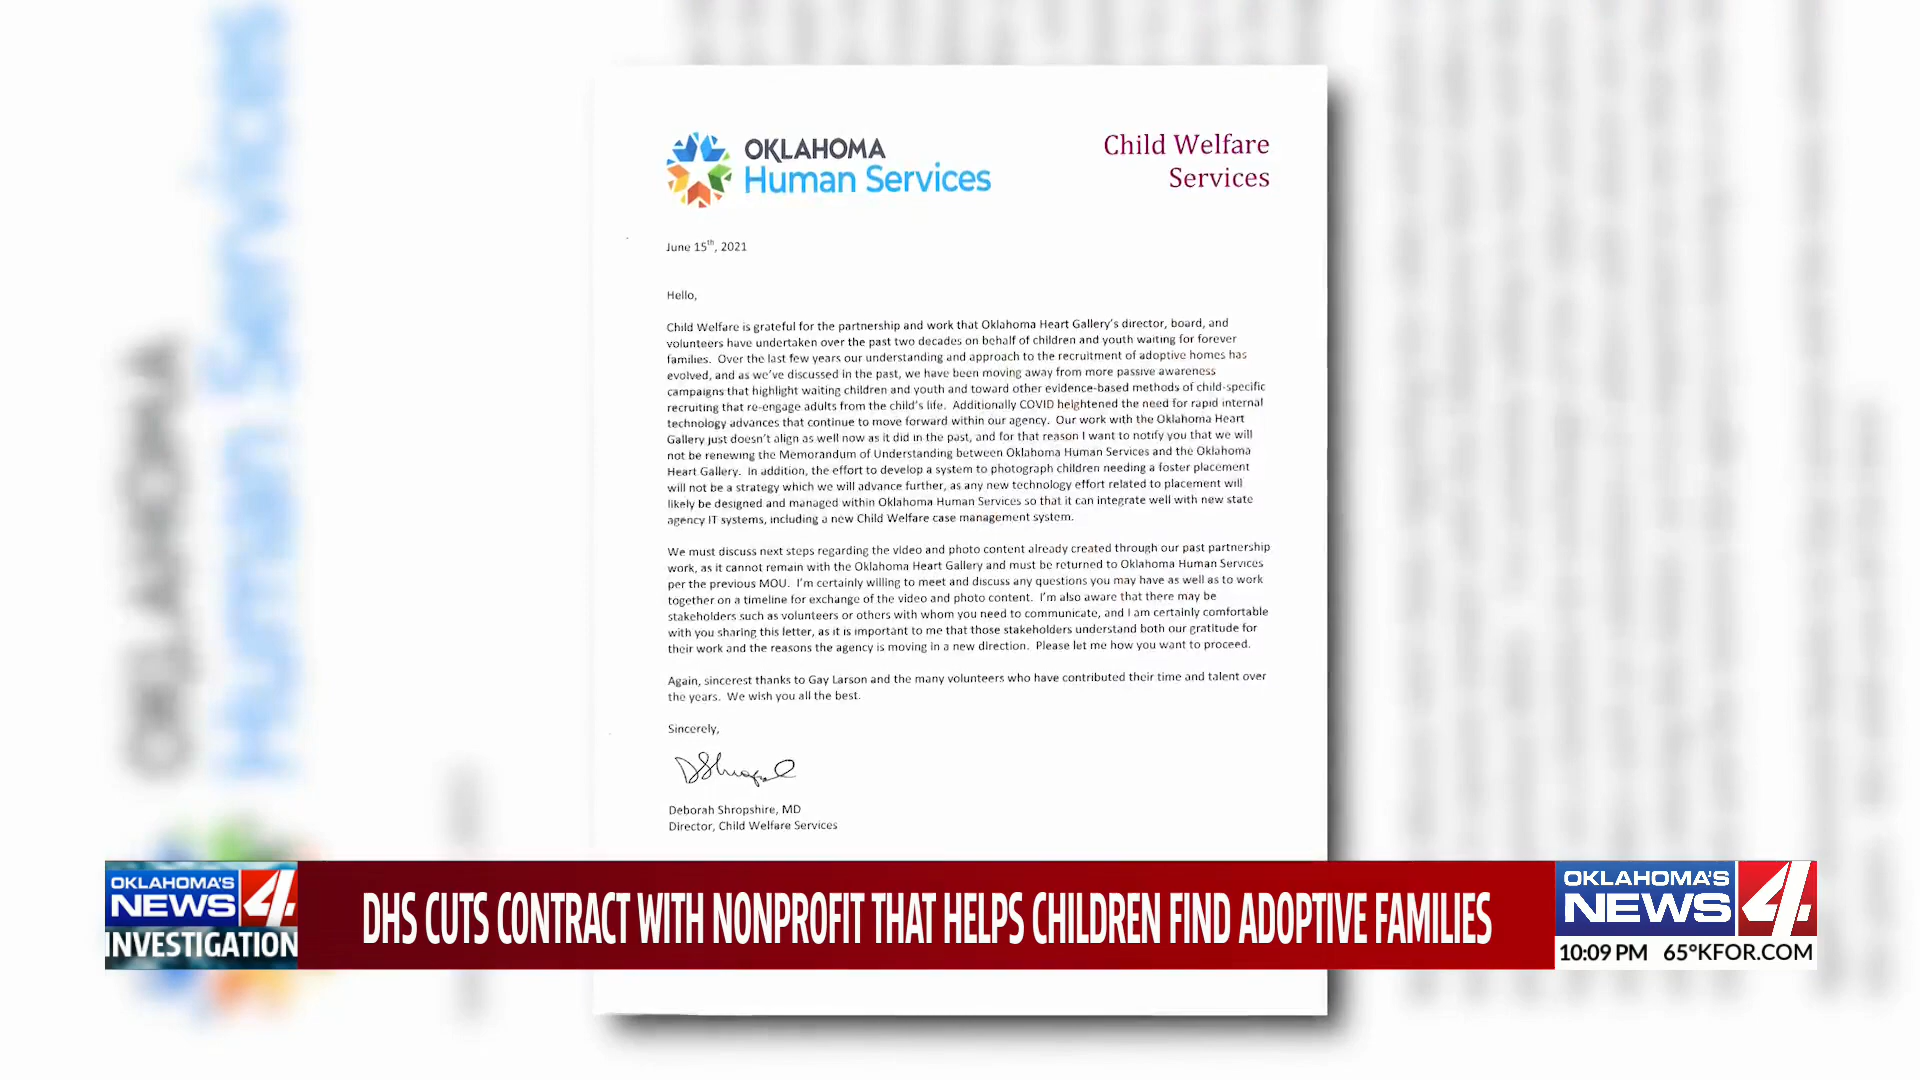 OKLAHOMA
Human Services
Child Welfare
Services
June 15th, 2021
Hello,
Child Welfare is grateful for the partnership and work that Oklahoma Heart Gallery's director, board, and
volunteers have undertaken over the past two decades on behalf of children and youth waiting for forever
families. Over the last few years our understanding and approach to the recruitment of adoptive homes has
evolved, and as we've discussed in the past, we have been moving away from more passive awareness
campaigns that highlight waiting children and youth and toward other evidence-based methods of child-specific
recruiting that re-engage adults from the child's life. Additionally COVID heightened the need for rapid internal
technology advances that continue to move forward within our agency. Our work with the Oklahoma Heart
Gallery just doesn't align as well now as it did in the past, and for that reason I want to notify you that we will
not be renewing the Memorandum of Understanding between Oklahoma Human Services and the Oklahoma
Heart Gallery. In addition, the effort to develop a system to photograph children needing a foster placement
will not be a strategy which we will advance further, as any new technology effort related to placement will
likely be designed and managed within Oklahoma Human Services so that it can integrate well with new state
agency IT systems, including a new Child Welfare case management system.
We must discuss next steps regarding the video and photo content already created through our past partnership
work, as it cannot remain with the Oklahoma Heart Gallery and must be returned to Oklahoma Human Services
per the previous MOU. I'm certainly willing to meet and discuss any questions you may have as well as to work
together on a timeline for exchange of the video and photo content. I'm also aware that there may be
stakeholders such as volunteers or others with whom you need to communicate, and I am certainly comfortable
with you sharing this letter, as it is important to me that those stakeholders understand both our gratitude for
their work and the reasons the agency is moving in a new direction. Please let me how you want to proceed.
Again, sincerest thanks to Gay Larson and the many volunteers who have contributed their time and talent over
the years. We wish you all the best.
Sincerely,
Deborah Shropshire, MD
Director, Child Welfare Services
OKLAHOMA'S
NEWS 4
INVESTIGATION
DHS CUTS CONTRACT WITH NONPROFIT THAT HELPS CHILDREN FIND ADOPTIVE FAMILIES
OKLAHOMA'S
NEWS 4
10:09 PM 65° KFOR.COM
OKLAHOMA
Human Services